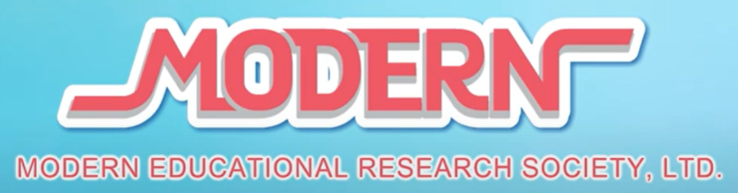 MODERN
MODERN EDUCATIONAL RESEARCH SOCIETY, LTD.